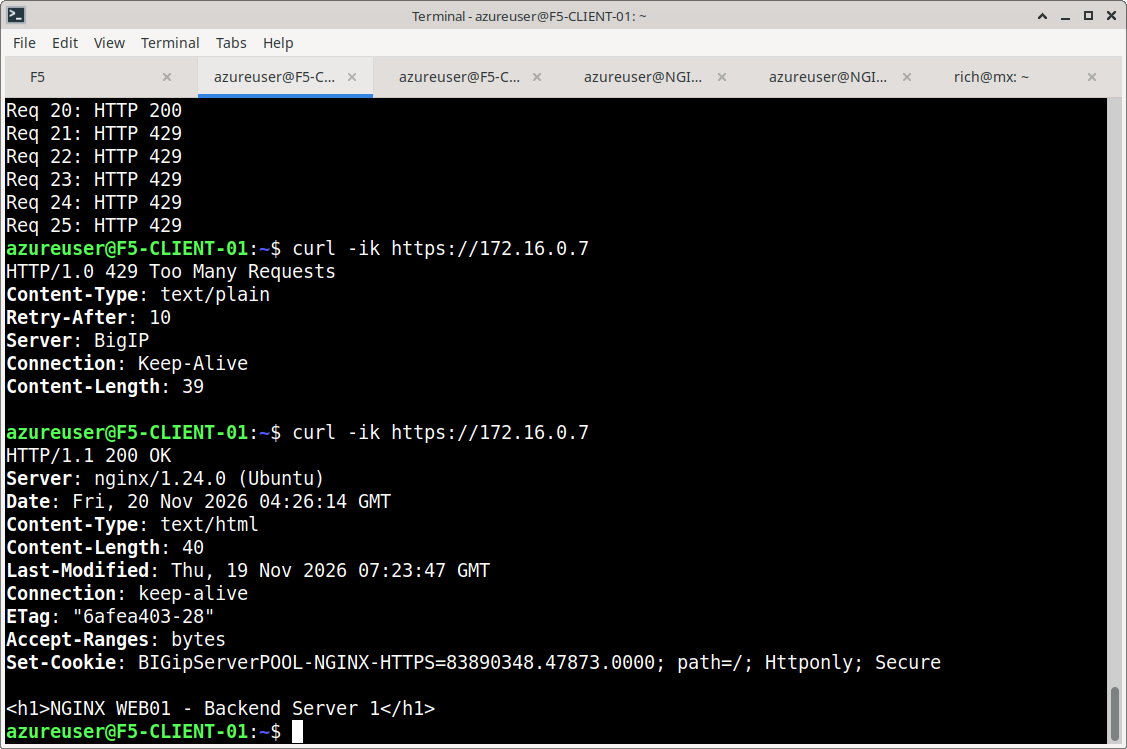 Terminal - azureuser@F5-CLIENT-01: ~
File Edit View Terminal Tabs Help
F5 azureuser@F5-C... azureuser@F5-C... azureuser@NGI... azureuser@NGI... rich@mx: ~
Req 20: HTTP 200
Req 21: HTTP 429
Req 22: HTTP 429
Req 23: HTTP 429
Req 24: HTTP 429
Req 25: HTTP 429
azureuser@F5-CLIENT-01:~$ curl -ik https://172.16.0.7
HTTP/1.0 429 Too Many Requests
Content-Type: text/plain
Retry-After: 10
Server: BigIP
Connection: Keep-Alive
Content-Length: 39
azureuser@F5-CLIENT-01:~$ curl -ik https://172.16.0.7
HTTP/1.1 200 OK
Server: nginx/1.24.0 (Ubuntu)
Date: Fri, 20 Nov 2026 04:26:14 GMT
Content-Type: text/html
Content-Length: 40
Last-Modified: Thu, 19 Nov 2026 07:23:47 GMT
Connection: keep-alive
ETag: "6afea403-28"
Accept-Ranges: bytes
Set-Cookie: BIGipServerPOOL-NGINX-HTTPS=83890348.47873.0000; path=/; Httponly; Secure
<h1>NGINX WEB01 - Backend Server 1</h1>
azureuser@F5-CLIENT-01:~$